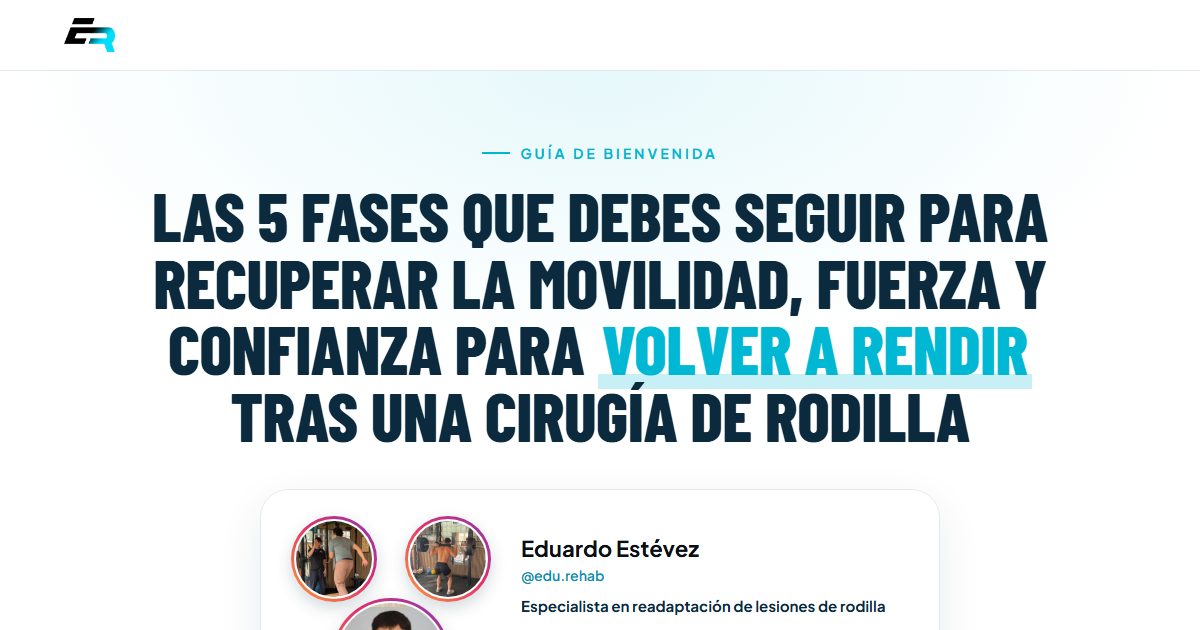 ER
GUÍA DE BIENVENIDA
LAS 5 FASES QUE DEBES SEGUIR PARA
RECUPERAR LA MOVILIDAD, FUERZA Y
CONFIANZA PARA VOLVER A RENDIR
TRAS UNA CIRUGÍA DE RODILLA
Eduardo Estévez
@edu.rehab
Especialista en readaptación de lesiones de rodilla